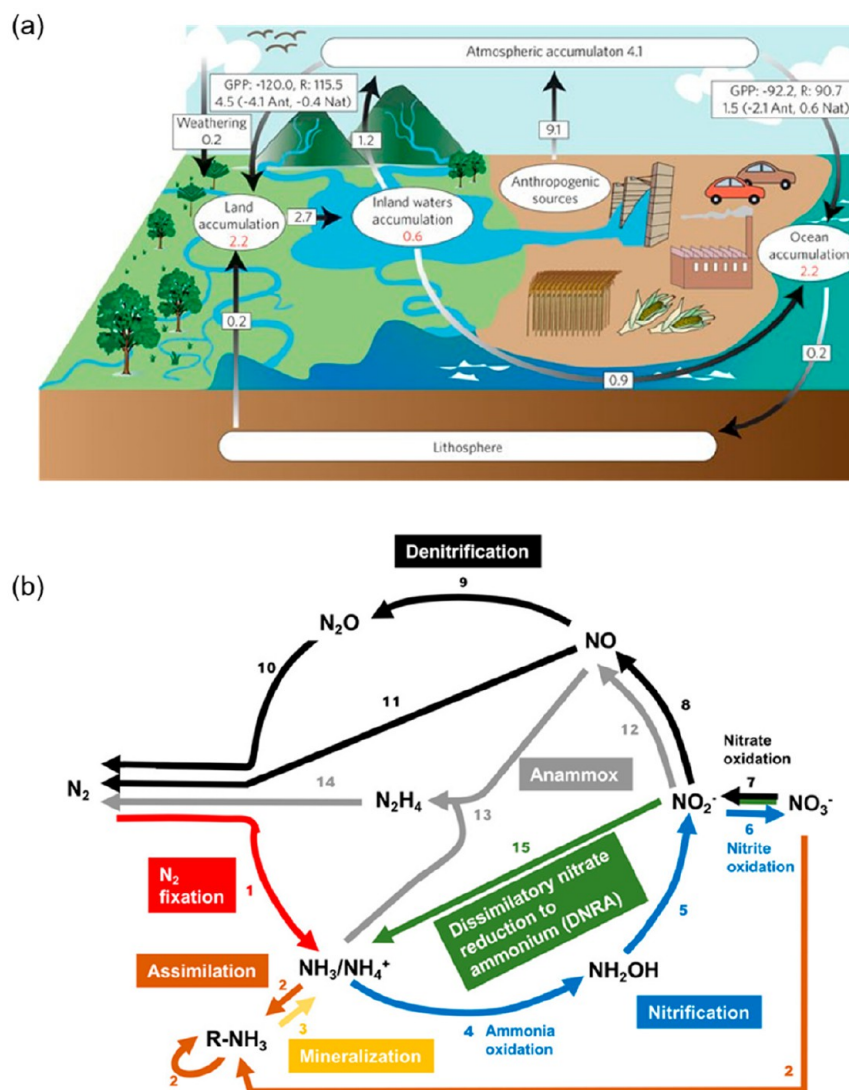 (a)
Atmospheric accumulaton 4.1
GPP: -120.0, R: 115.5
4.5 (-4.1 Ant, -0.4 Nat)
GPP: -92.2, R: 90.7
1.5 (-2.1 Ant, 0.6 Nat)
Weathering
0.2
1.2
9.1
Anthropogenic
sources
Land
accumulation
2.2
2.7
Inland waters
accumulation
0.6
Ocean
accumulation
2.2
0.2
0.2
0.9
Lithosphere
(b)
Denitrification
9
N2O
NO
10
11
8
12
Nitrate
oxidation
7
N2
14
N2H4
Anammox
13
NO2-
NO3-
6
Nitrite
oxidation
15
N2
fixation
1
Dissimilatory nitrate
reduction to
ammonium (DNRA)
5
Assimilation
NH3/NH4+
NH2OH
2
3
4
Ammonia
oxidation
Nitrification
R-NH3
Mineralization
2
2